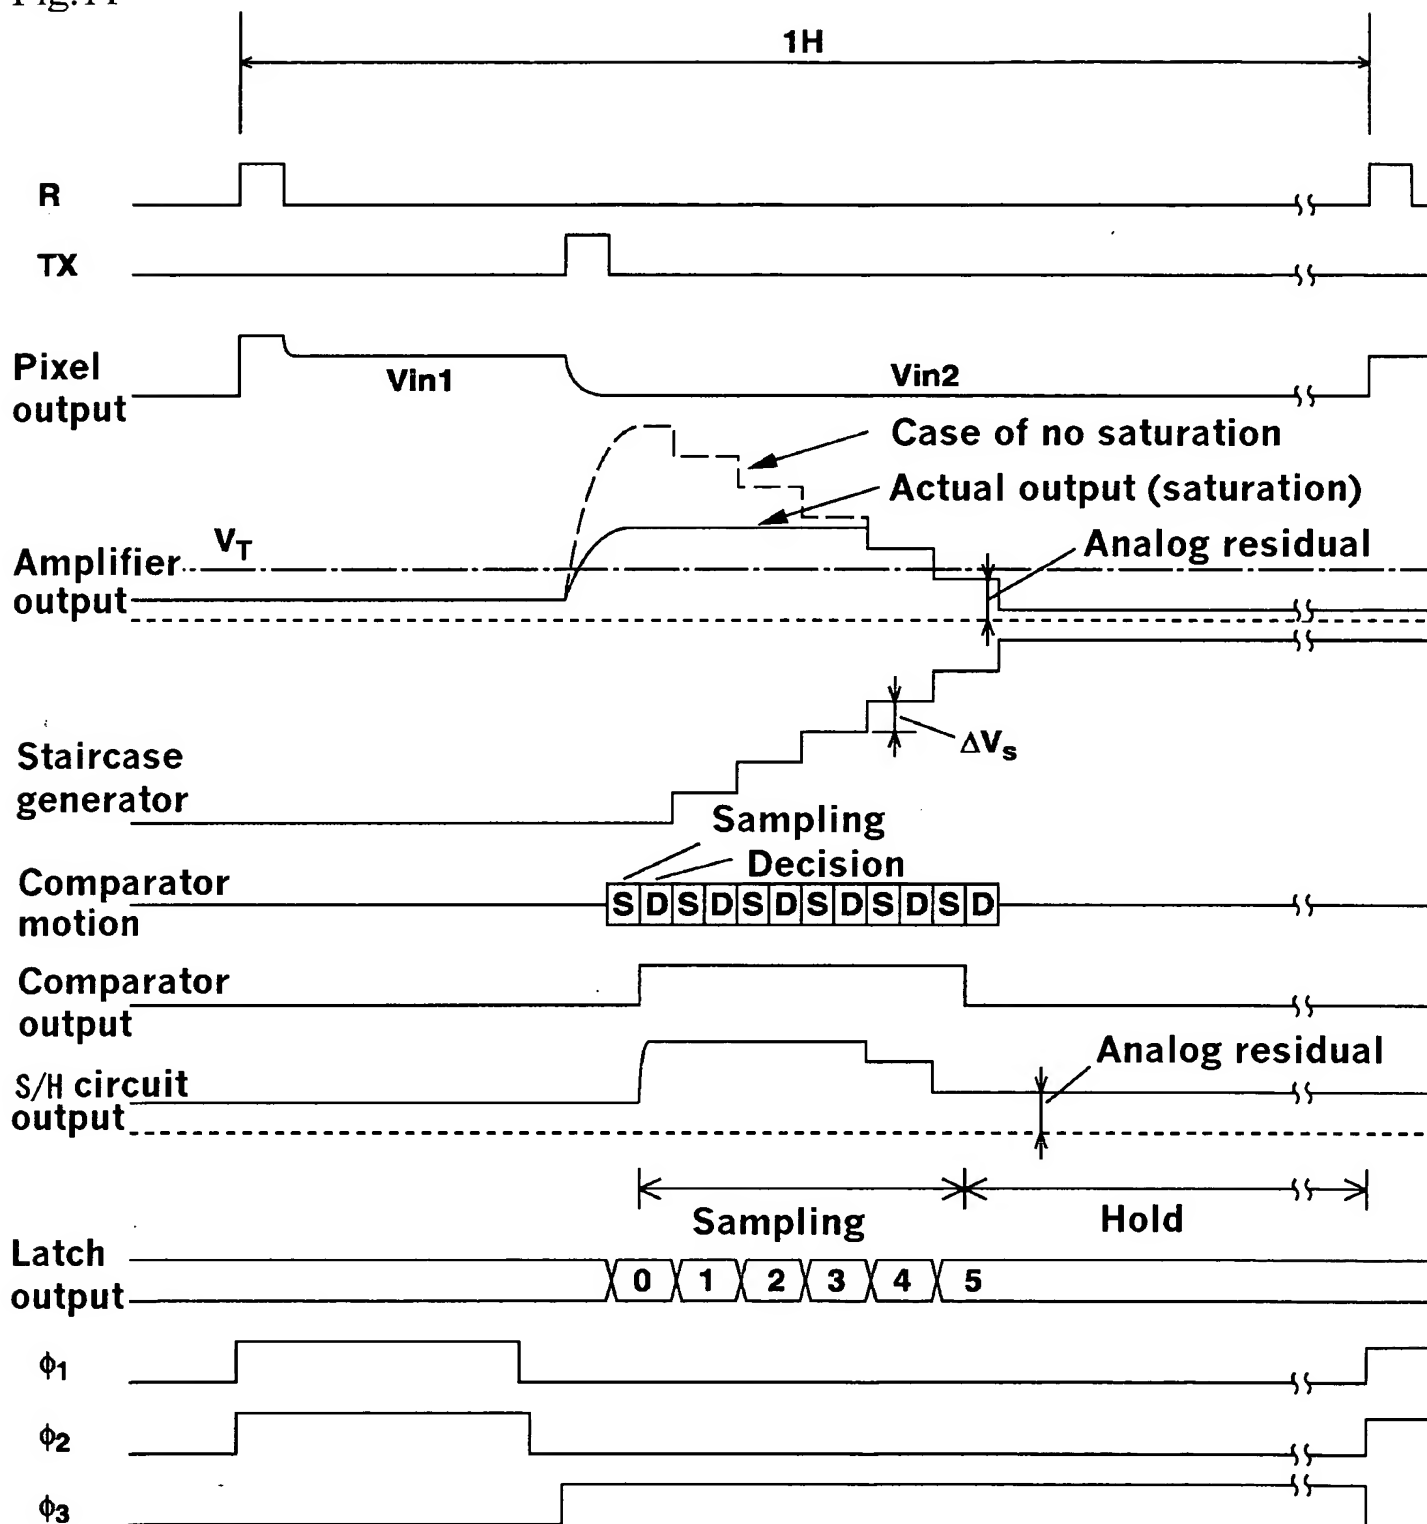 1H
R
TX
Pixel
output
Vin1
Vin2
Case of no saturation
Actual output (saturation)
VT
Analog residual
Amplifier
output
ΔVs
Staircase
generator
Sampling
Decision
Comparator
motion
S D S D S D S D S D S D
Comparator
output
Analog residual
S/H circuit
output
Sampling
Hold
Latch
output
0 1 2 3 4 5
ϕ1
ϕ2
ϕ3